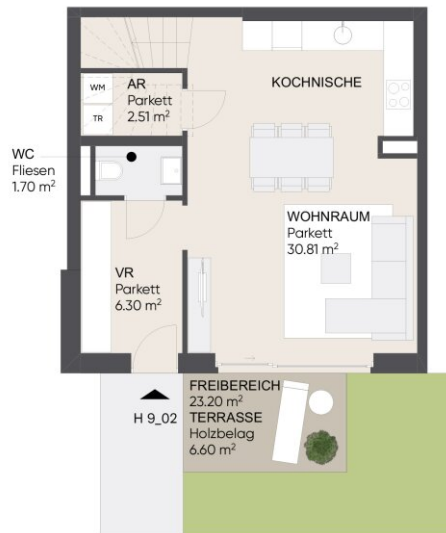 KOCHNISCHE
WM
TR
AR
Parkett
2.51 m²
WC
Fliesen
1.70 m²
WOHNRAUM
Parkett
30.81 m²
VR
Parkett
6.30 m²
H 9_02
FREIBEREICH
23.20 m²
TERRASSE
Holzbelag
6.60 m²